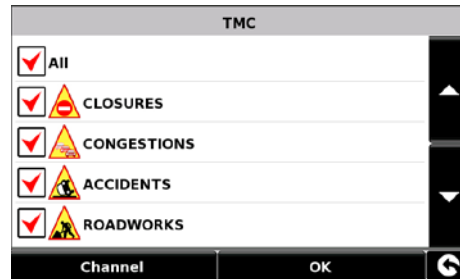 TMC
All
CLOSURES
CONGESTIONS
ACCIDENTS
ROADWORKS
Channel
OK